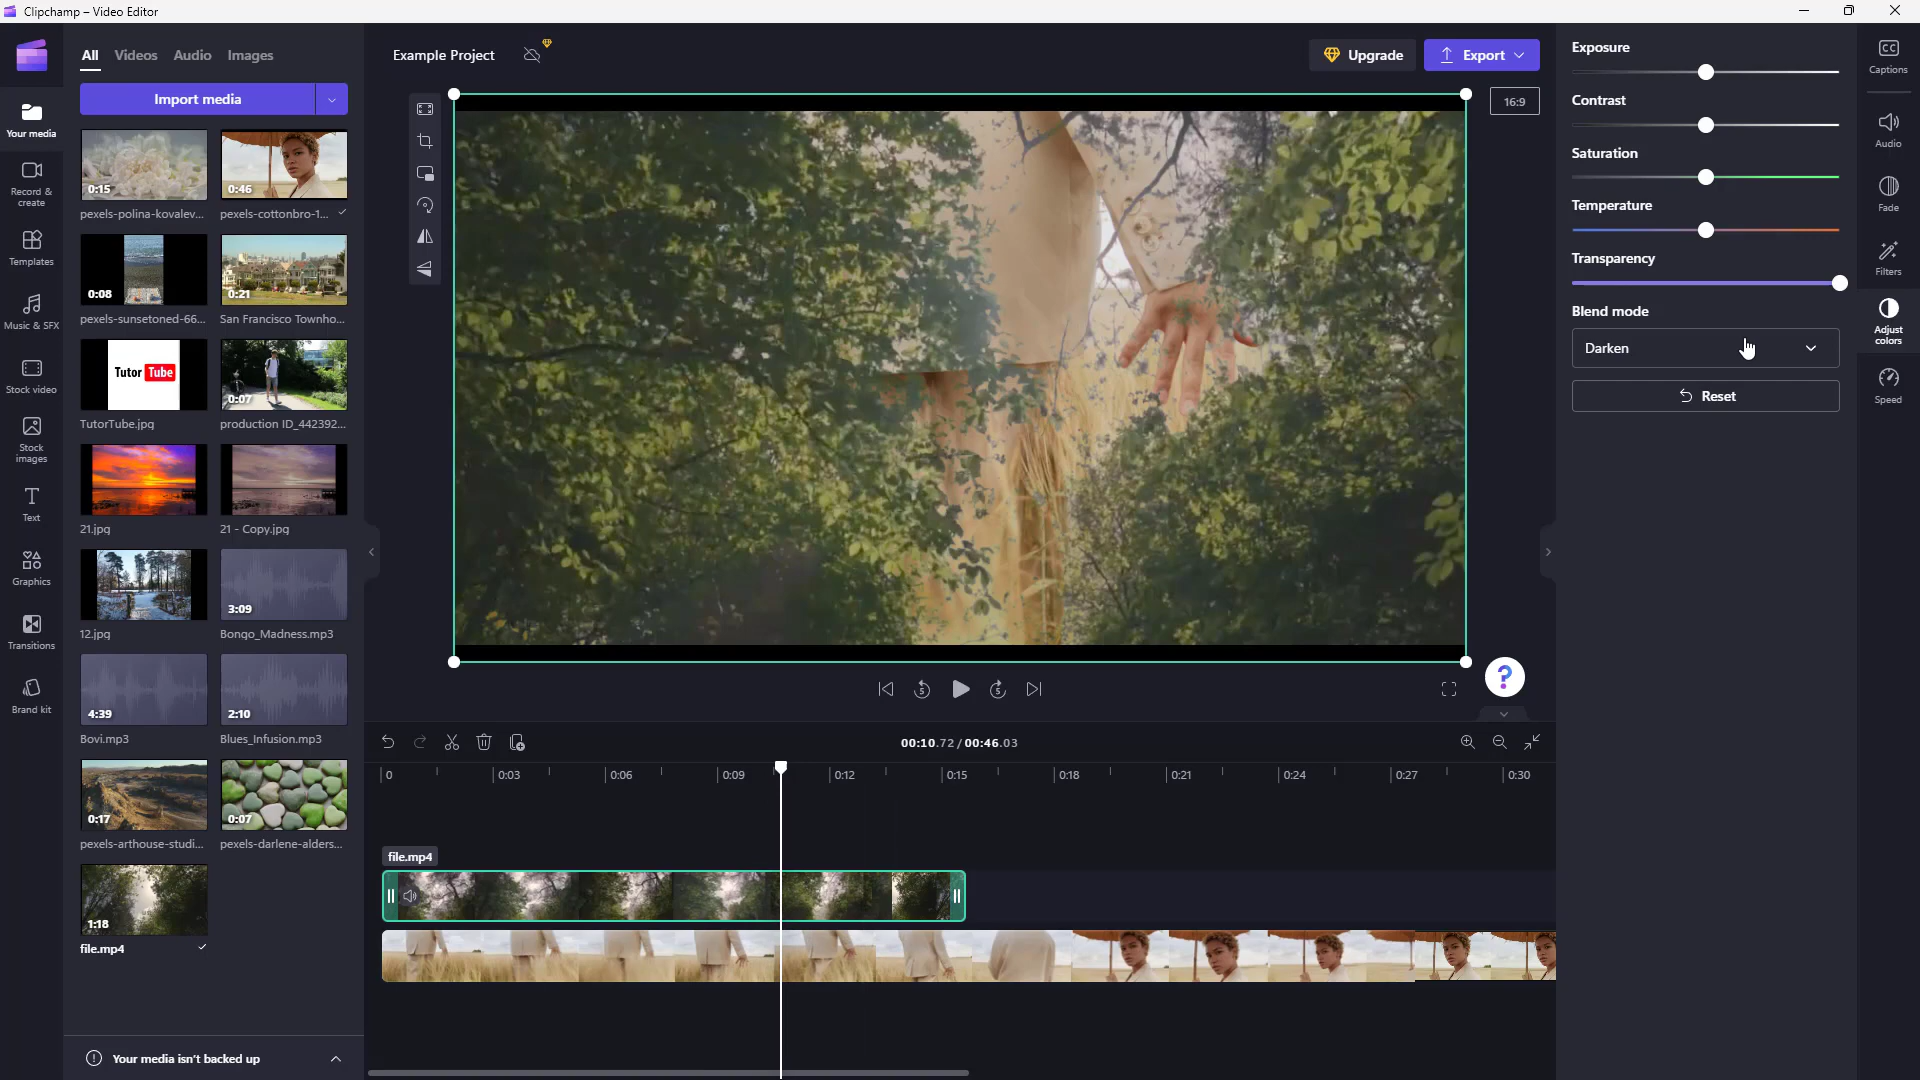 Clipchamp – Video Editor
All
Videos
Audio
Images
Import media
Your media
Record & create
Templates
Music & SFX
Stock video
Stock images
Text
Graphics
Transitions
Brand kit
0:15
pexels-polina-kovalev...
0:46
pexels-cottonbro-1...
0:08
pexels-sunsetoned-66...
0:21
San Francisco Townho...
Tutor Tube
TutorTube.jpg
0:07
production ID_442392...
21.jpg
21 - Copy.jpg
12.jpg
3:09
Bongo_Madness.mp3
4:39
Bovi.mp3
2:10
Blues_Infusion.mp3
0:17
pexels-arthouse-studi...
0:07
pexels-darlene-alders...
1:18
file.mp4
Your media isn't backed up
Example Project
Upgrade
Export
16:9
5
5
?
00:10.72 / 00:46.03
0
0:03
0:06
0:09
0:12
0:15
0:18
0:21
0:24
0:27
0:30
file.mp4
Exposure
Contrast
Saturation
Temperature
Transparency
Blend mode
Darken
Reset
CC
Captions
Audio
Fade
Filters
Adjust colors
Speed